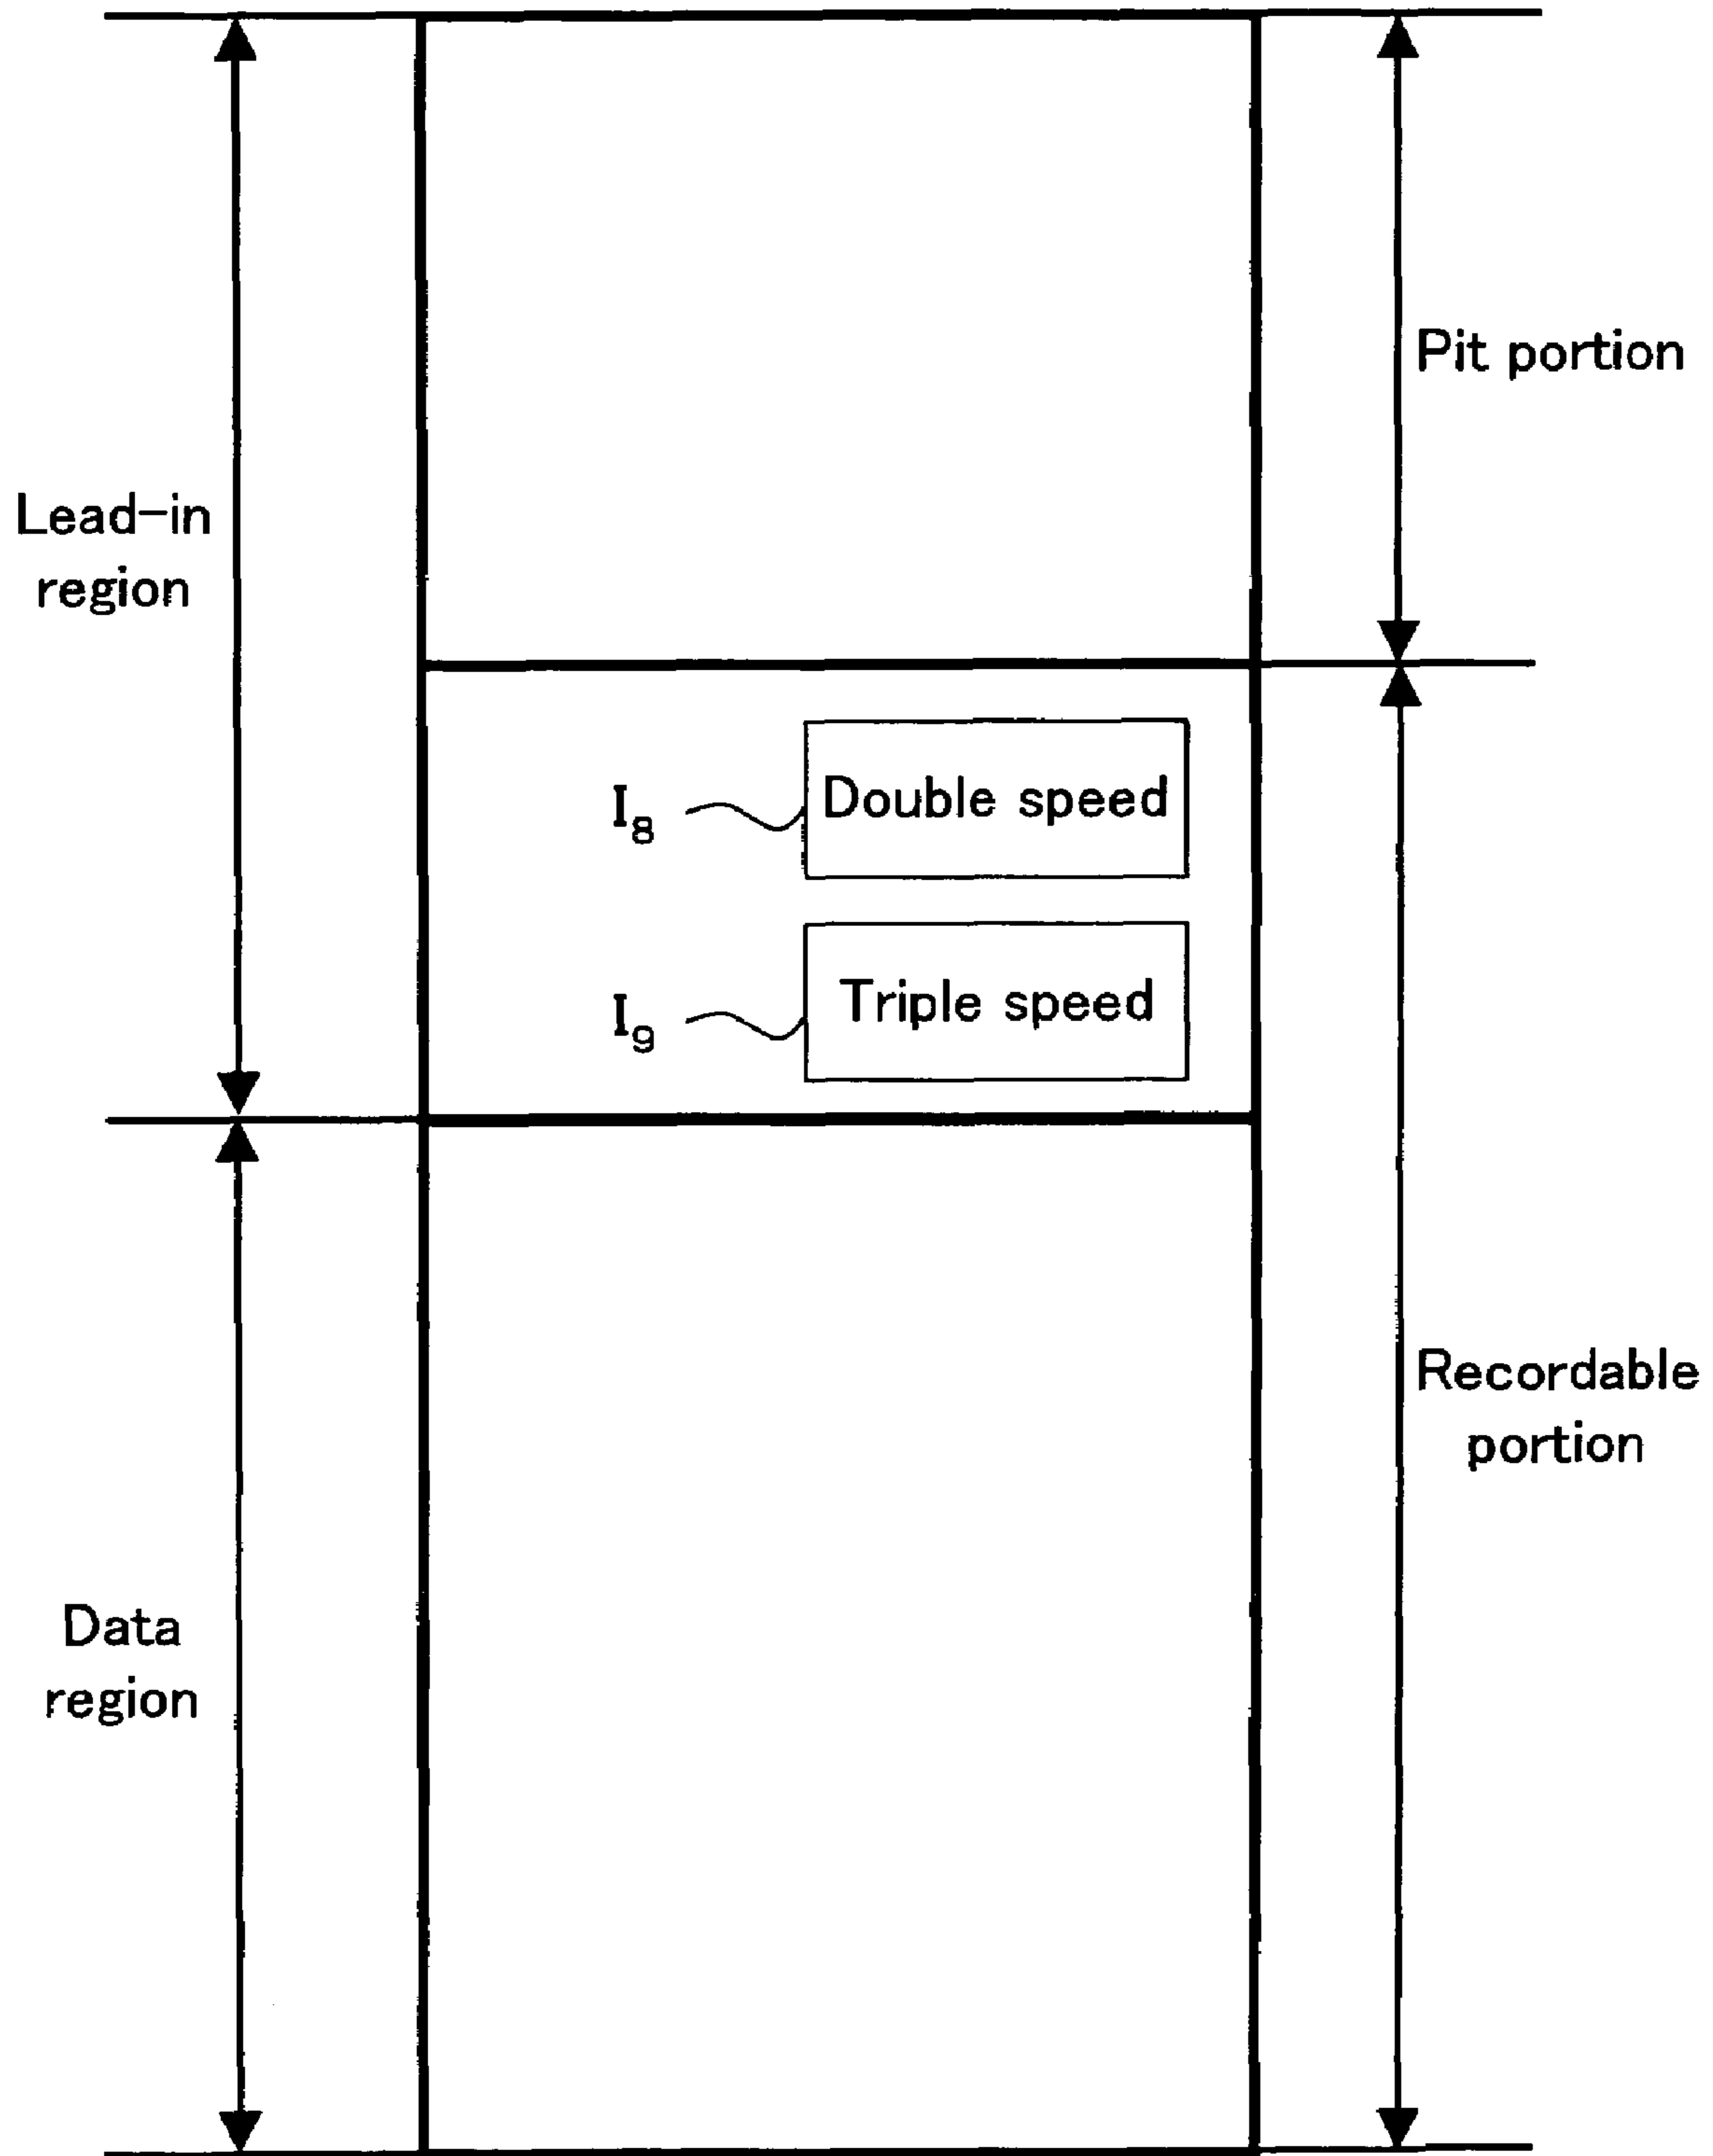 Pit portion
Lead-in
region
I8
Double speed
I9
Triple speed
Recordable
portion
Data
region